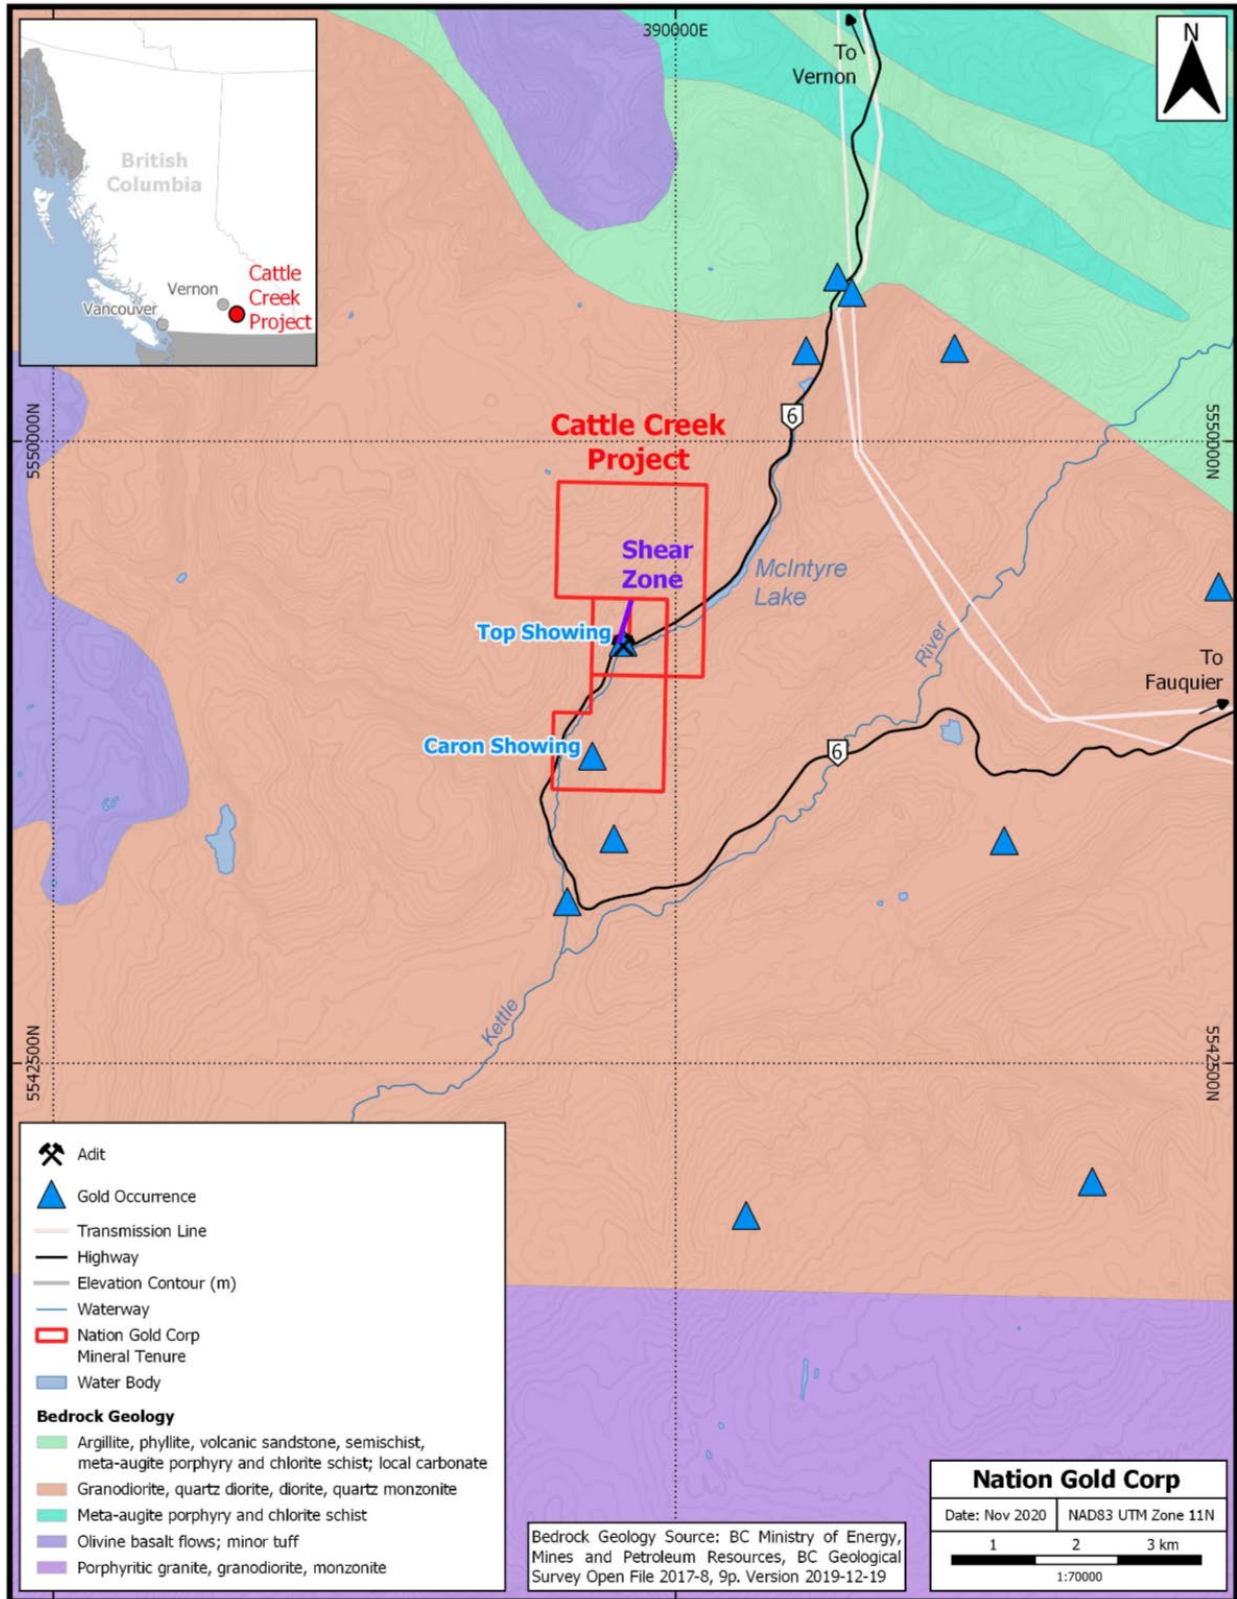 390000E
N
To
Vernon
British
Columbia
Vernon
Vancouver
Cattle
Creek
Project
6
5550000N
5550000N
Cattle Creek
Project
Shear
Zone
McIntyre
Lake
Top Showing
River
To
Fauquier
Caron Showing
6
Kettle
5542500N
5542500N
Adit
Gold Occurrence
Transmission Line
Highway
Elevation Contour (m)
Waterway
Nation Gold Corp
Mineral Tenure
Water Body
Bedrock Geology
Argillite, phyllite, volcanic sandstone, semischist,
meta-augite porphyry and chlorite schist; local carbonate
Granodiorite, quartz diorite, diorite, quartz monzonite
Meta-augite porphyry and chlorite schist
Olivine basalt flows; minor tuff
Porphyritic granite, granodiorite, monzonite
Bedrock Geology Source: BC Ministry of Energy,
Mines and Petroleum Resources, BC Geological
Survey Open File 2017-8, 9p. Version 2019-12-19
Nation Gold Corp
Date: Nov 2020 NAD83 UTM Zone 11N
1 2 3 km
1:70000